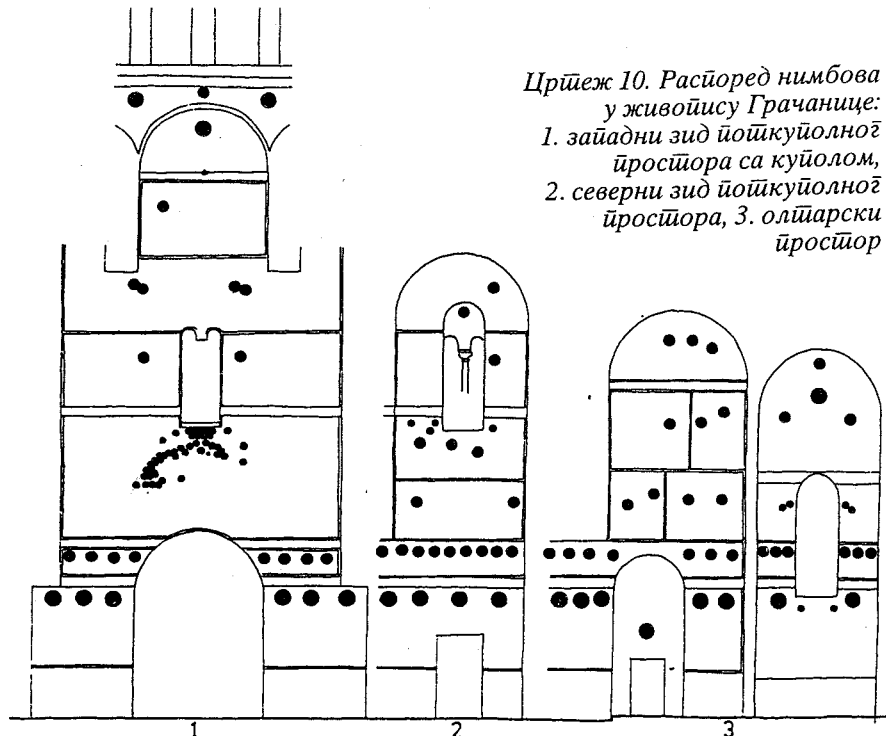 Цртеж 10. Распоред нимбова
у живопису Грачанице:
1. западни зид поткуполног
простора са куполом,
2. северни зид поткуполног
простора, 3. олтарски
простор
1 2 3